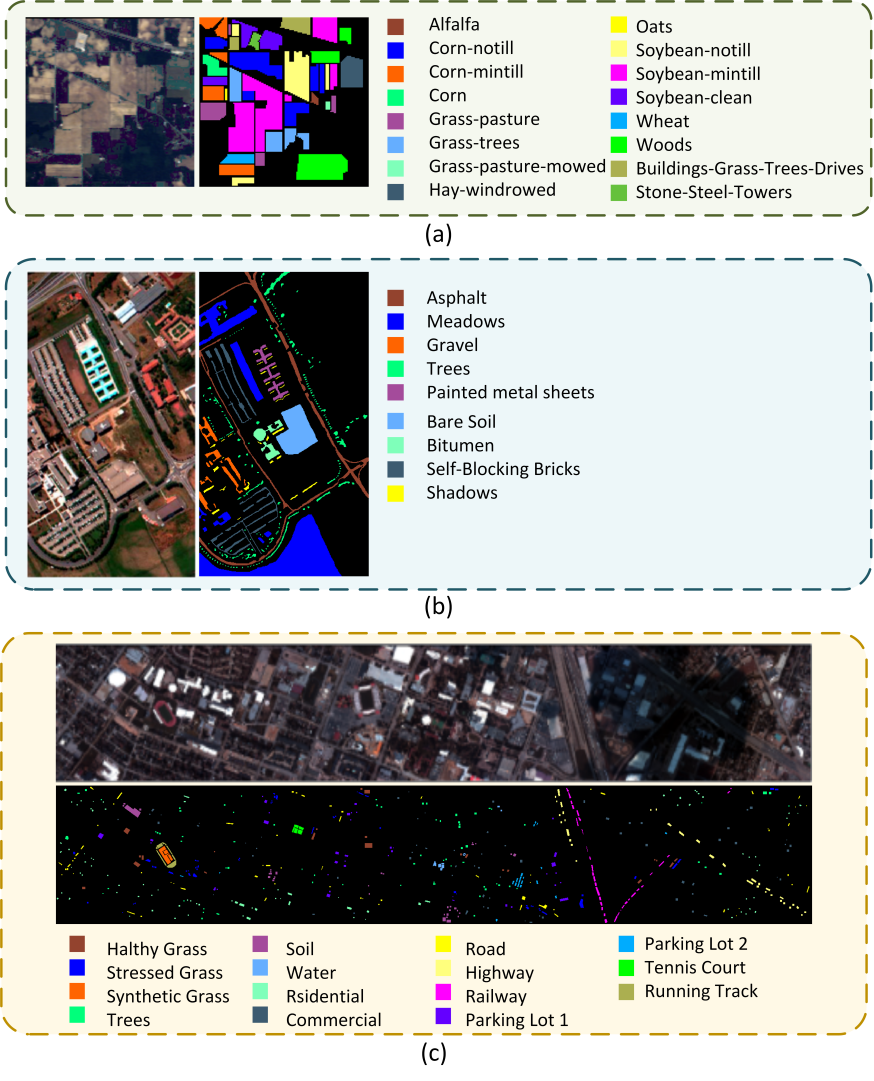 Alfalfa
Corn-notill
Corn-mintill
Corn
Grass-pasture
Grass-trees
Grass-pasture-mowed
Hay-windrowed
Oats
Soybean-notill
Soybean-mintill
Soybean-clean
Wheat
Woods
Buildings-Grass-Trees-Drives
Stone-Steel-Towers
(a)
Asphalt
Meadows
Gravel
Trees
Painted metal sheets
Bare Soil
Bitumen
Self-Blocking Bricks
Shadows
(b)
Halthy Grass
Stressed Grass
Synthetic Grass
Trees
Soil
Water
Rsidential
Commercial
Road
Highway
Railway
Parking Lot 1
Parking Lot 2
Tennis Court
Running Track
(c)